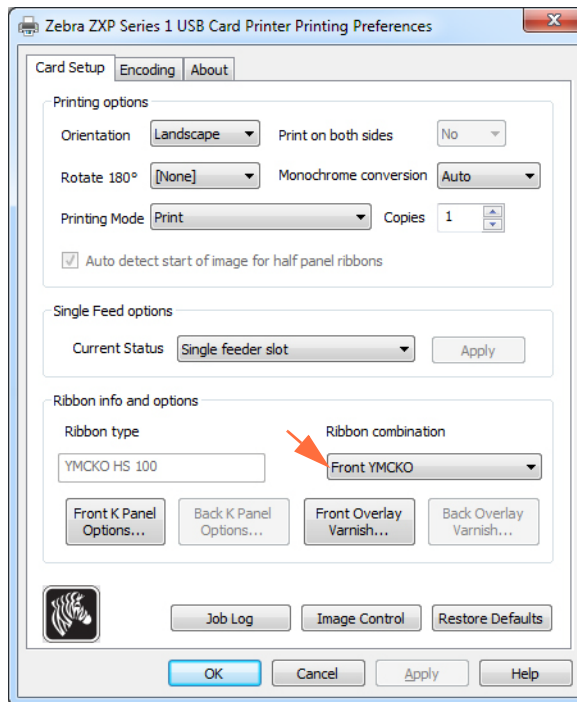 Zebra ZXP Series 1 USB Card Printer Printing Preferences
Card Setup Encoding About
Printing options
Orientation Landscape Print on both sides No
Rotate 180° [None] Monochrome conversion Auto
Printing Mode Print Copies 1
Auto detect start of image for half panel ribbons
Single Feed options
Current Status Single feeder slot Apply
Ribbon info and options
Ribbon type Ribbon combination
YMCKO HS 100 Front YMCKO
Front K Panel Back K Panel Front Overlay Back Overlay
Options... Options... Varnish... Varnish...
Job Log Image Control Restore Defaults
OK Cancel Apply Help